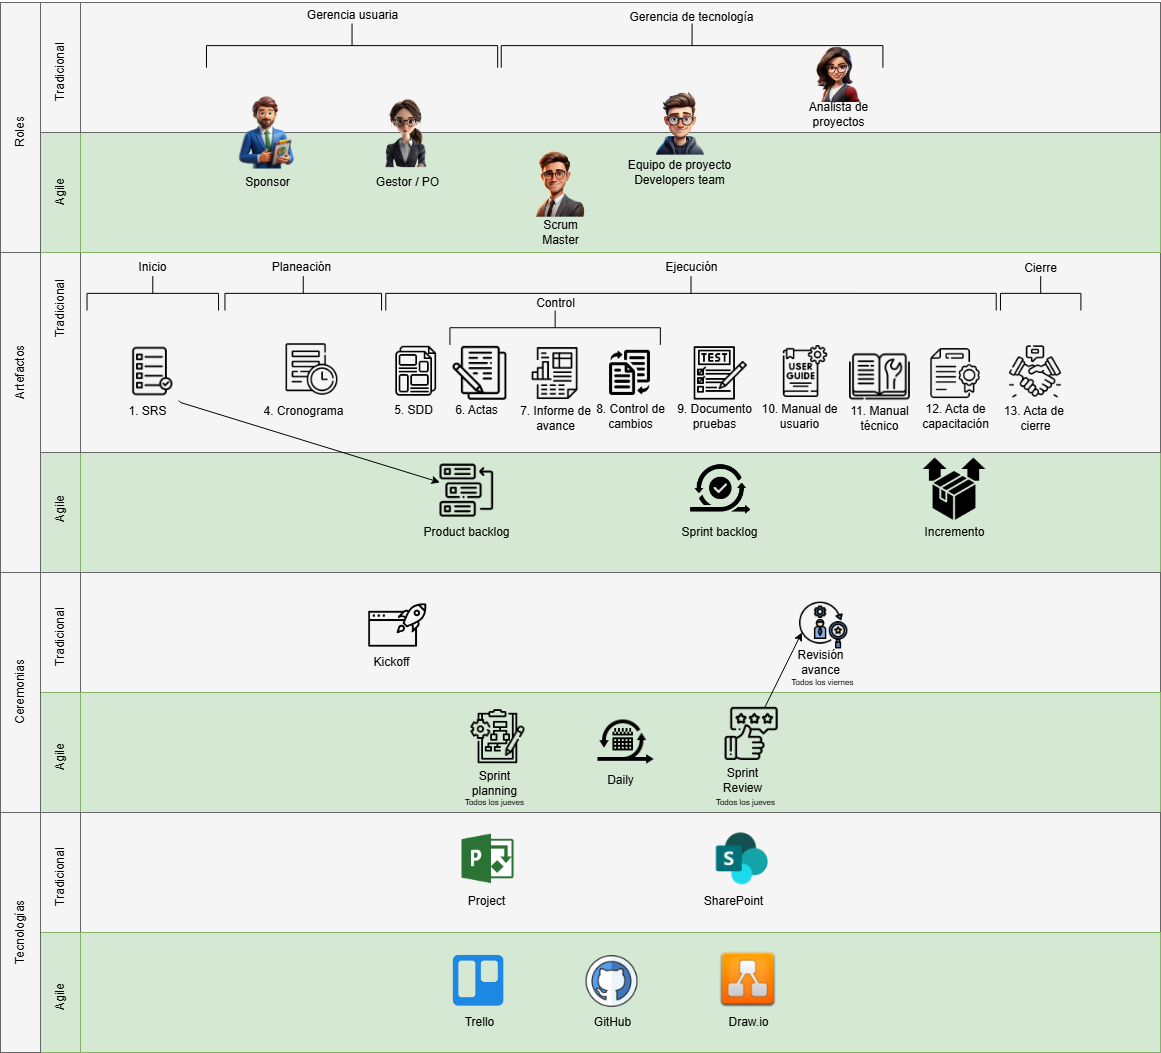 Roles
Tradicional
Gerencia usuaria
Gerencia de tecnología
Analista de
proyectos
Agile
Sponsor
Gestor / PO
Scrum
Master
Equipo de proyecto
Developers team
Artefactos
Tradicional
Inicio
Planeación
Ejecución
Cierre
Control
1. SRS
4. Cronograma
5. SDD
6. Actas
7. Informe de
avance
8. Control de
cambios
TEST
9. Documento
pruebas
USER
GUIDE
10. Manual de
usuario
11. Manual
técnico
12. Acta de
capacitación
13. Acta de
cierre
Agile
Product backlog
Sprint backlog
Incremento
Ceremonias
Tradicional
Kickoff
Revisión
avance
Todos los viernes
Agile
Sprint
planning
Todos los jueves
Daily
Sprint
Review
Todos los jueves
Tecnologías
Tradicional
P
Project
S
SharePoint
Agile
Trello
GitHub
Draw.io